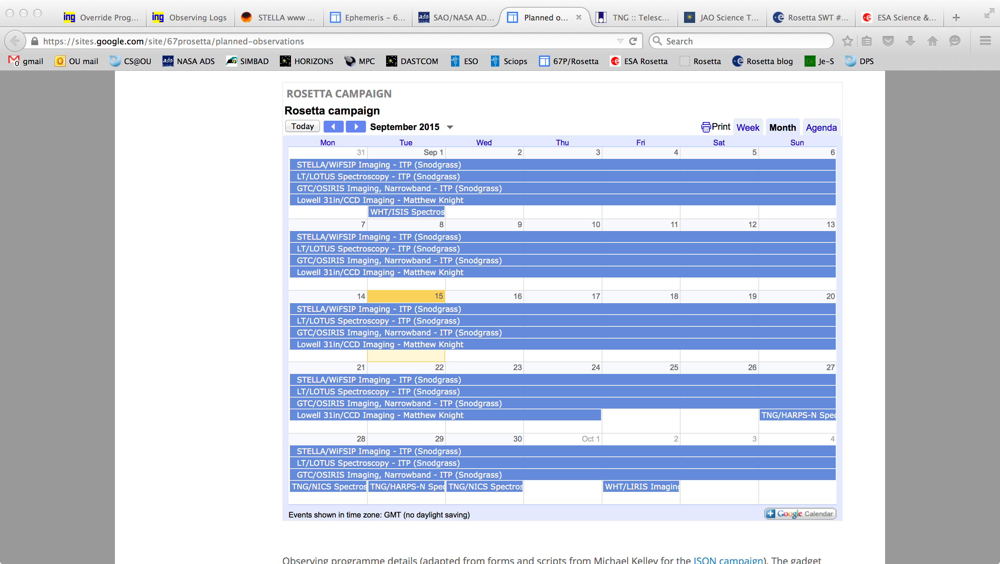 ing Override Prog...
ing Observing Logs
STELLA www ...
Ephemeris - 6...
ads SAO/NASA AD...
Planned o...
TNG :: Telesc...
JAO Science T...
Rosetta SWT #...
ESA Science &...
https://sites.google.com/site/67prosetta/planned-observations
Search
gmail OU mail CS@OU ads NASA ADS SIMBAD HORIZONS MPC DASTCOM ESO Sciops 67P/Rosetta ESA Rosetta Rosetta Rosetta blog Je-S Je-S DPS
ROSETTA CAMPAIGN
Rosetta campaign
Today September 2015 Print Week Month Agenda
Mon Tue Wed Thu Fri Sat Sun
31 Sep 1 2 3 4 5 6
STELLA/WiFSIP Imaging - ITP (Snodgrass)
LT/LOTUS Spectroscopy - ITP (Snodgrass)
GTC/OSIRIS Imaging, Narrowband - ITP (Snodgrass)
Lowell 31in/CCD Imaging - Matthew Knight
WHT/ISIS Spectros
7 8 9 10 11 12 13
STELLA/WiFSIP Imaging - ITP (Snodgrass)
LT/LOTUS Spectroscopy - ITP (Snodgrass)
GTC/OSIRIS Imaging, Narrowband - ITP (Snodgrass)
Lowell 31in/CCD Imaging - Matthew Knight
14 15 16 17 18 19 20
STELLA/WiFSIP Imaging - ITP (Snodgrass)
LT/LOTUS Spectroscopy - ITP (Snodgrass)
GTC/OSIRIS Imaging, Narrowband - ITP (Snodgrass)
Lowell 31in/CCD Imaging - Matthew Knight
21 22 23 24 25 26 27
STELLA/WiFSIP Imaging - ITP (Snodgrass)
LT/LOTUS Spectroscopy - ITP (Snodgrass)
GTC/OSIRIS Imaging, Narrowband - ITP (Snodgrass)
Lowell 31in/CCD Imaging - Matthew Knight TNG/HARPS-N Spec
28 29 30 Oct 1 2 3 4
STELLA/WiFSIP Imaging - ITP (Snodgrass)
LT/LOTUS Spectroscopy - ITP (Snodgrass)
GTC/OSIRIS Imaging, Narrowband - ITP (Snodgrass)
TNG/NICS Spectros TNG/HARPS-N Spec TNG/NICS Spectros WHT/LIRIS Imaging
Events shown in time zone: GMT (no daylight saving) Google Calendar
Observing programme details (adapted from forms and scripts from Michael Kelley for the ISON campaign). The gadget